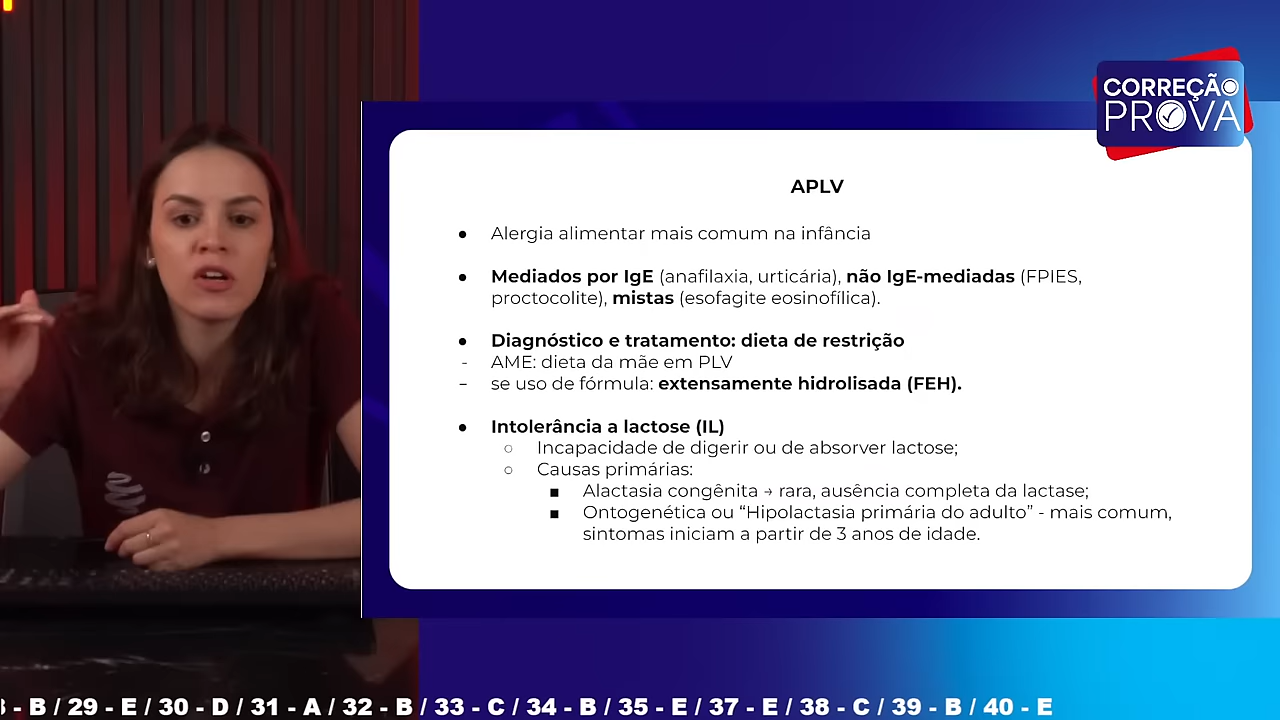 CORREÇÃO
PROVA
APLV
● Alergia alimentar mais comum na infância
● Mediados por IgE (anafilaxia, urticária), não IgE-mediadas (FPIES,
proctocolite), mistas (esofagite eosinofílica).
● Diagnóstico e tratamento: dieta de restrição
- AME: dieta da mãe em PLV
- se uso de fórmula: extensamente hidrolisada (FEH).
● Intolerância a lactose (IL)
○ Incapacidade de digerir ou de absorver lactose;
○ Causas primárias:
■ Alactasia congênita → rara, ausência completa da lactase;
■ Ontogenética ou “Hipolactasia primária do adulto” - mais comum,
sintomas iniciam a partir de 3 anos de idade.
- B / 29 - E / 30 - D / 31 - A / 32 - B / 33 - C / 34 - B / 35 - E / 37 - E / 38 - C / 39 - B / 40 - E